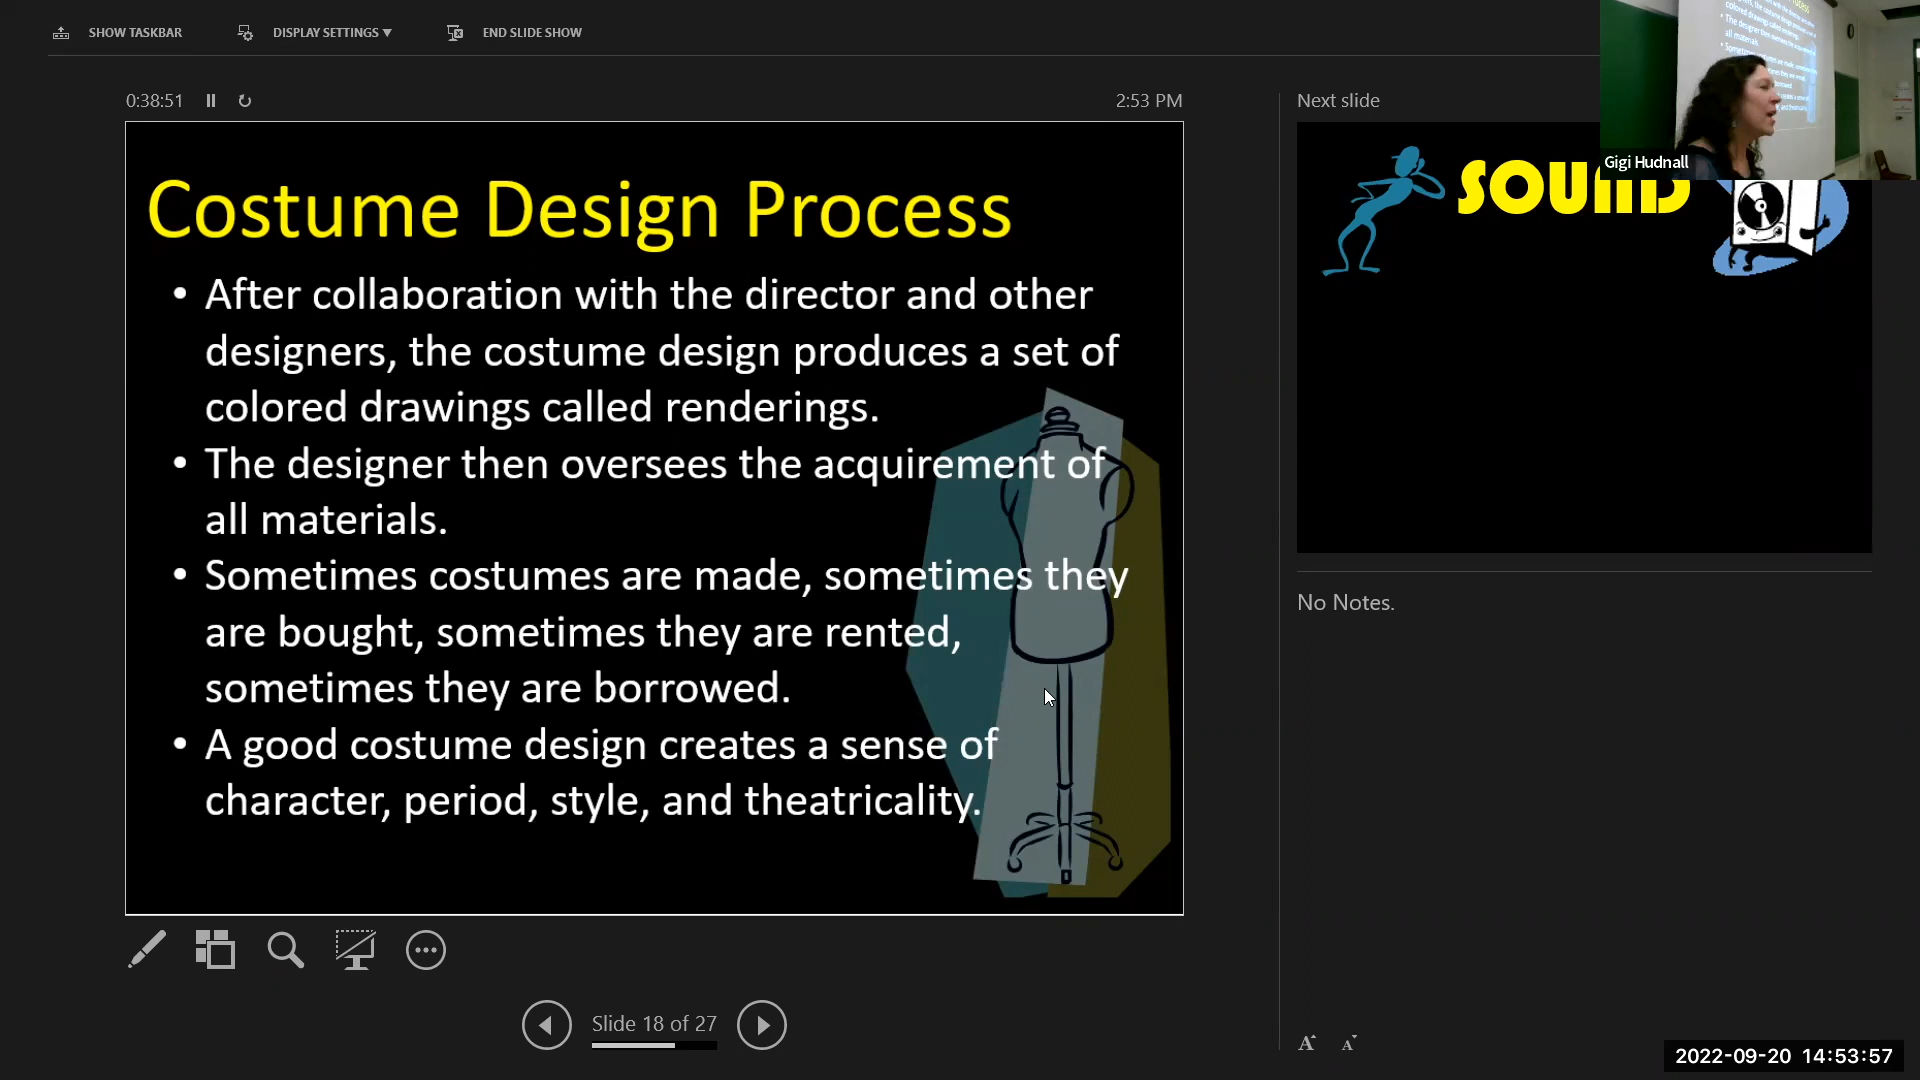 SHOW TASKBAR
DISPLAY SETTINGS ▾
END SLIDE SHOW
0:38:51
2:53 PM
Next slide
Gigi Hudnall
Costume Design Process
• After collaboration with the director and other
designers, the costume design produces a set of
colored drawings called renderings.
• The designer then oversees the acquirement of
all materials.
• Sometimes costumes are made, sometimes they
are bought, sometimes they are rented,
sometimes they are borrowed.
• A good costume design creates a sense of
character, period, style, and theatricality.
SOUND
No Notes.
Slide 18 of 27
A A
2022-09-20 14:53:57